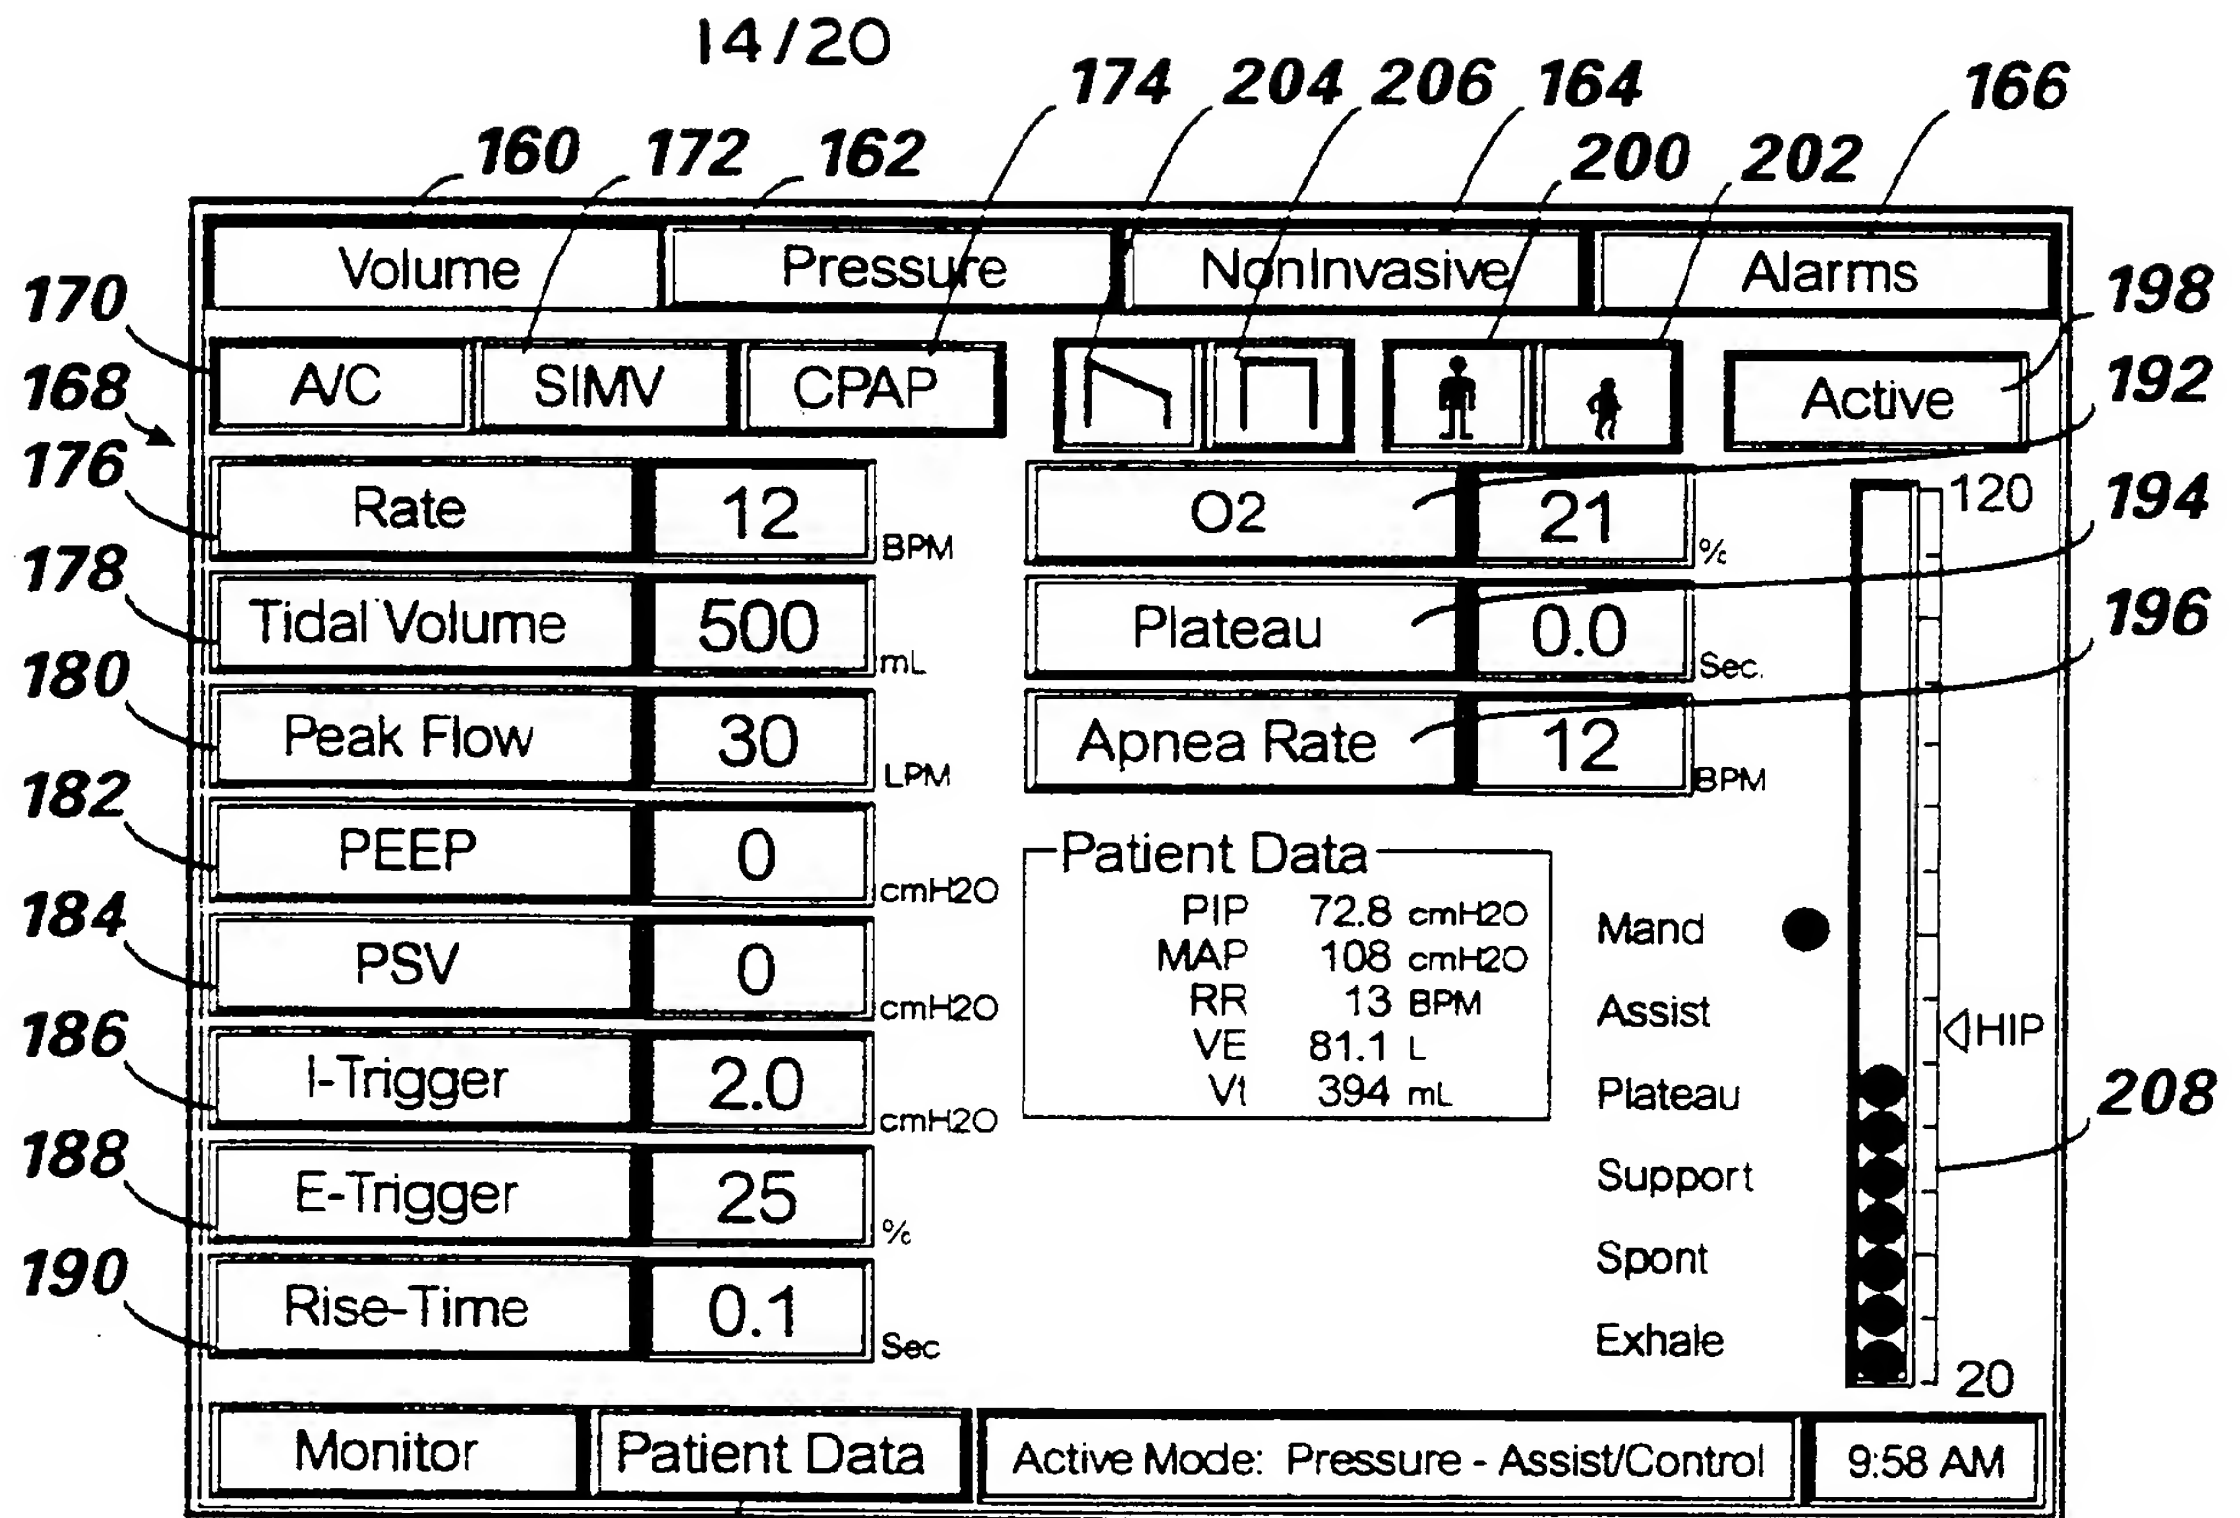 14/20
174 204 206 164 166
160 172 162 200 202
Volume Pressure NonInvasive Alarms
170 198
A/C SIMV CPAP Active
168 192
176
Rate 12 BPM O2 21 % 120
178 194
Tidal Volume 500 mL Plateau 0.0 Sec.
180 196
Peak Flow 30 LPM Apnea Rate 12 BPM
182
PEEP 0 cmH2O Patient Data
184
PIP 72.8 cmH2O Mand
PSV 0 cmH2O MAP 108 cmH2O
RR 13 BPM Assist
186
VE 81.1 L HIP
I-Trigger 2.0 cmH2O Vt 394 mL Plateau
208
188
E-Trigger 25 % Support
190 Spont
Rise-Time 0.1 Sec Exhale
20
Monitor Patient Data Active Mode: Pressure - Assist/Control 9:58 AM